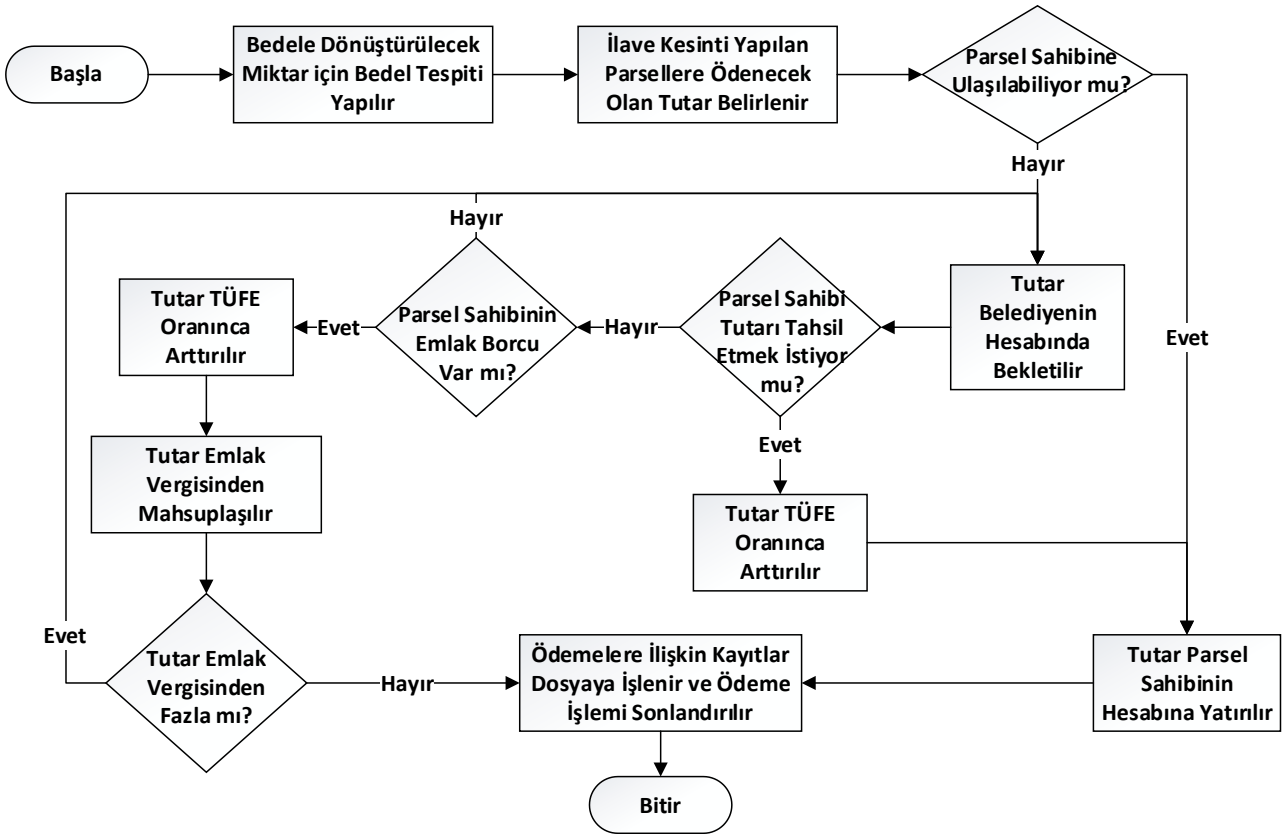 Başla
Bedele Dönüştürülecek
Miktar için Bedel Tespiti
Yapılır
İlave Kesinti Yapılan
Parsellere Ödenecek
Olan Tutar Belirlenir
Parsel Sahibine
Ulaşılabiliyor mu?
Hayır
Evet
Tutar
Belediyenin
Hesabında
Bekletilir
Parsel Sahibi
Tutarı Tahsil
Etmek İstiyor
mu?
Hayır
Evet
Parsel Sahibinin
Emlak Borcu
Var mı?
Hayır
Evet
Tutar TÜFE
Oranınca
Arttırılır
Tutar Emlak
Vergisinden
Mahsuplaşılır
Tutar TÜFE
Oranınca
Arttırılır
Evet
Tutar Emlak
Vergisinden
Fazla mı?
Hayır
Ödemelere İlişkin Kayıtlar
Dosyaya İşlenir ve Ödeme
İşlemi Sonlandırılır
Tutar Parsel
Sahibinin
Hesabına Yatırılır
Bitir